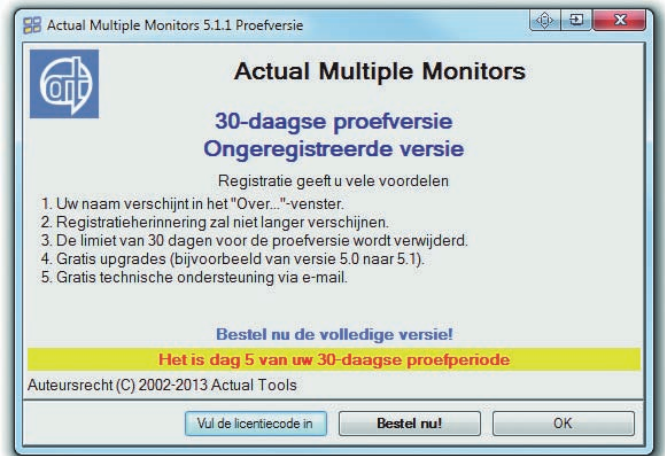 Actual Multiple Monitors 5.1.1 Proefversie
Actual Multiple Monitors
30-daagse proefversie
Ongeregistreerde versie
Registratie geeft u vele voordelen
1. Uw naam verschijnt in het "Over..."-venster.
2. Registratieherinnering zal niet langer verschijnen.
3. De limiet van 30 dagen voor de proefversie wordt verwijderd.
4. Gratis upgrades (bijvoorbeeld van versie 5.0 naar 5.1).
5. Gratis technische ondersteuning via e-mail.
Bestel nu de volledige versie!
Het is dag 5 van uw 30-daagse proefperiode
Auteursrecht (C) 2002-2013 Actual Tools
Vul de licentiecode in
Bestel nu!
OK